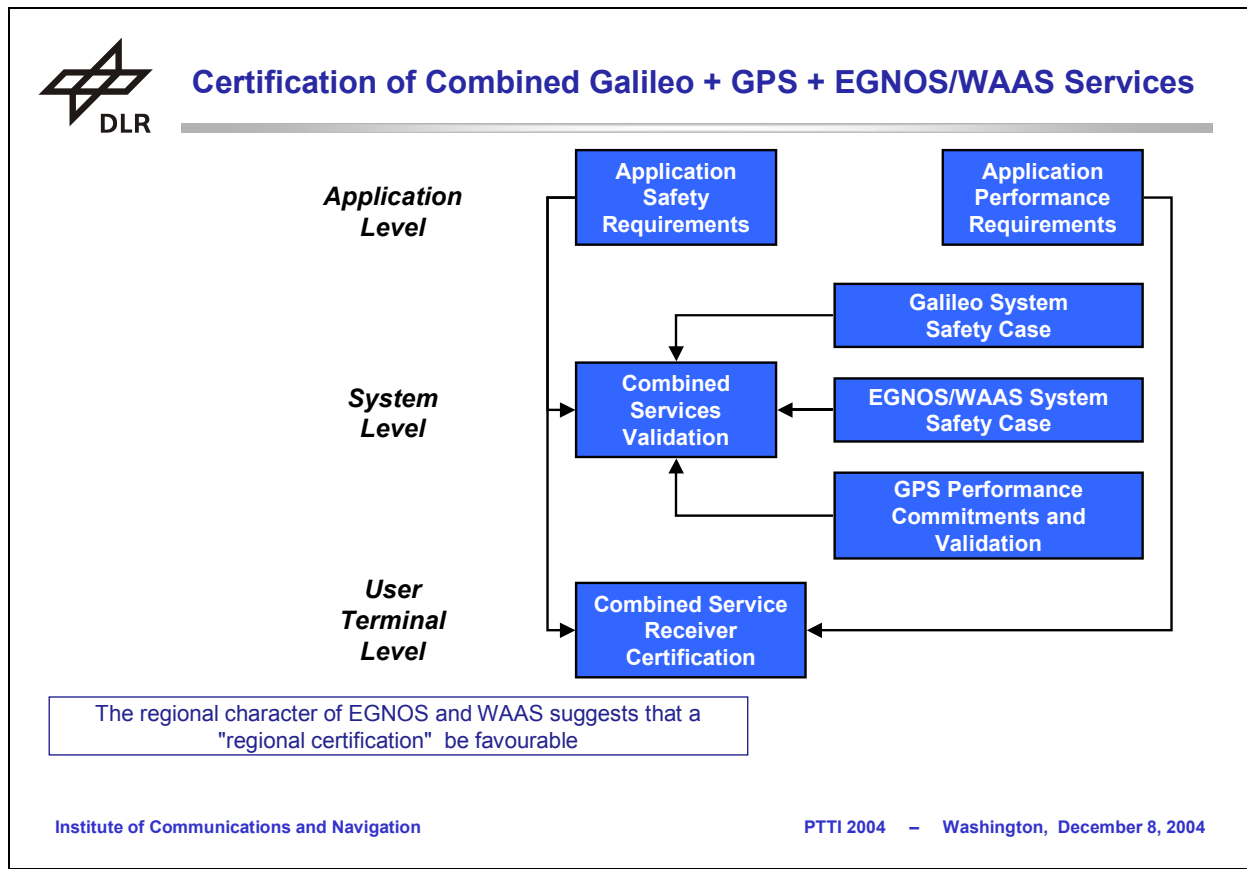 DLR
Certification of Combined Galileo + GPS + EGNOS/WAAS Services
Application
Level
Application
Safety
Requirements
Application
Performance
Requirements
Galileo System
Safety Case
System
Level
Combined
Services
Validation
EGNOS/WAAS System
Safety Case
GPS Performance
Commitments and
Validation
User
Terminal
Level
Combined Service
Receiver
Certification
The regional character of EGNOS and WAAS suggests that a
"regional certification"  be favourable
Institute of Communications and Navigation
PTTI 2004 – Washington, December 8, 2004